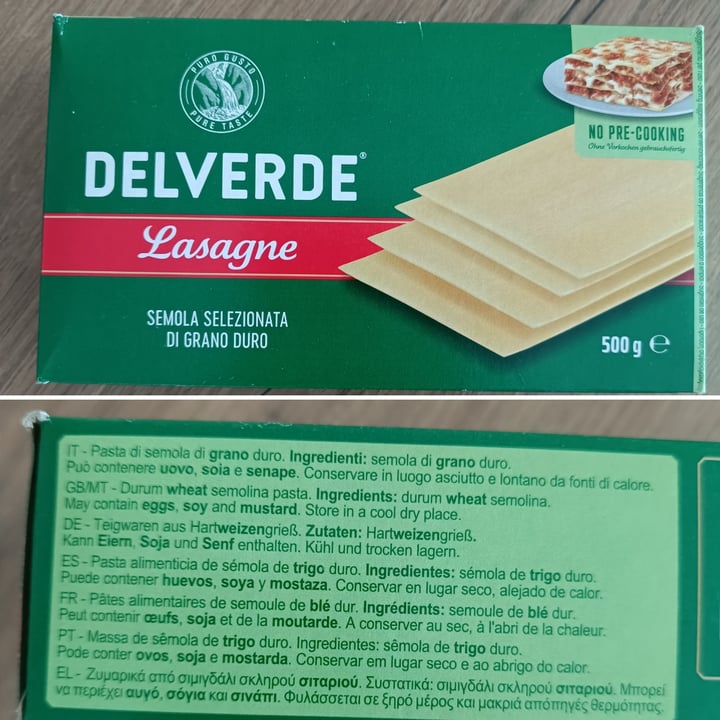 PURO GUSTO
PURE TASTE
DELVERDE®
Lasagne
SEMOLA SELEZIONATA
DI GRANO DURO
NO PRE-COOKING
Ohne Vorkochen gebrauchsfertig
500 g ℮
IT - Pasta di semola di grano duro. Ingredienti: semola di grano duro.
Può contenere uovo, soia e senape. Conservare in luogo asciutto e lontano da fonti di calore.
GB/MT - Durum wheat semolina pasta. Ingredients: durum wheat semolina.
May contain eggs, soy and mustard. Store in a cool dry place.
DE - Teigwaren aus Hartweizengrieß. Zutaten: Hartweizengrieß.
Kann Eiern, Soja und Senf enthalten. Kühl und trocken lagern.
ES - Pasta alimenticia de sémola de trigo duro. Ingredientes: sémola de trigo duro.
Puede contener huevos, soya y mostaza. Conservar en lugar seco, alejado de calor.
FR - Pâtes alimentaires de semoule de blé dur. Ingrédients: semoule de blé dur.
Peut contenir œufs, soja et de la moutarde. A conserver au sec, à l'abri de la chaleur.
PT - Massa de sêmola de trigo duro. Ingredientes: sêmola de trigo duro.
Pode conter ovos, soja e mostarda. Conservar em lugar seco e ao abrigo do calor.
EL - Ζυμαρικά από σιμιγδάλι σκληρού σιταριού. Συστατικά: σιμιγδάλι σκληρού σιταριού. Μπορεί
να περιέχει αυγό, σόγια και σινάπι. Φυλάσσεται σε ξηρό μέρος και μακριά απόπηγές θερμότητας.